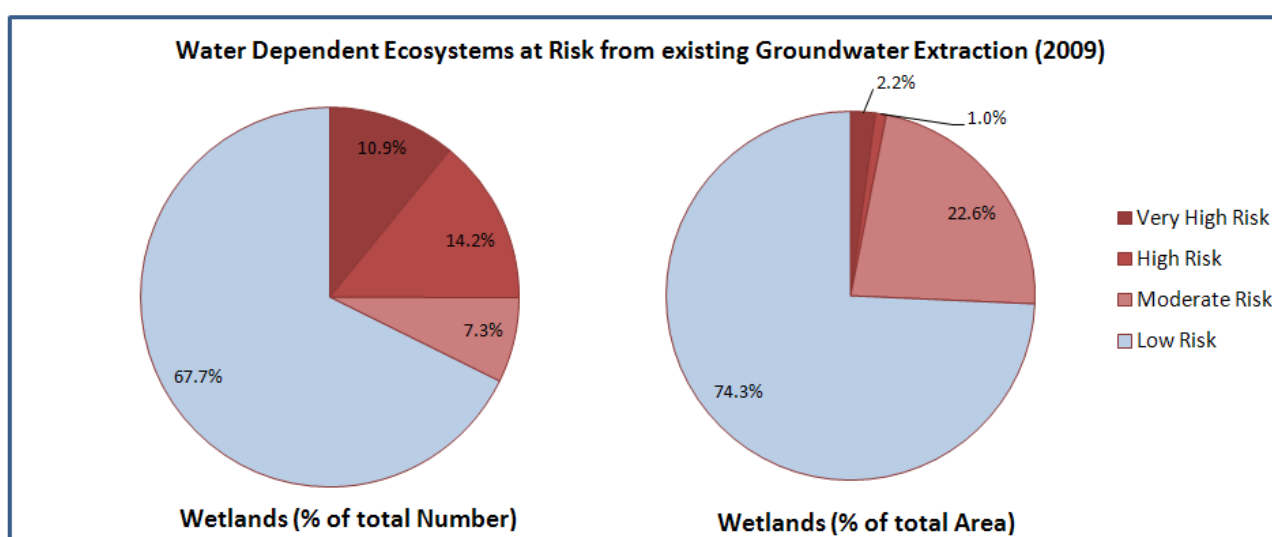 Water Dependent Ecosystems at Risk from existing Groundwater Extraction (2009)
10.9%
14.2%
7.3%
67.7%
Wetlands (% of total Number)
2.2%
1.0%
22.6%
74.3%
Wetlands (% of total Area)
Very High Risk
High Risk
Moderate Risk
Low Risk